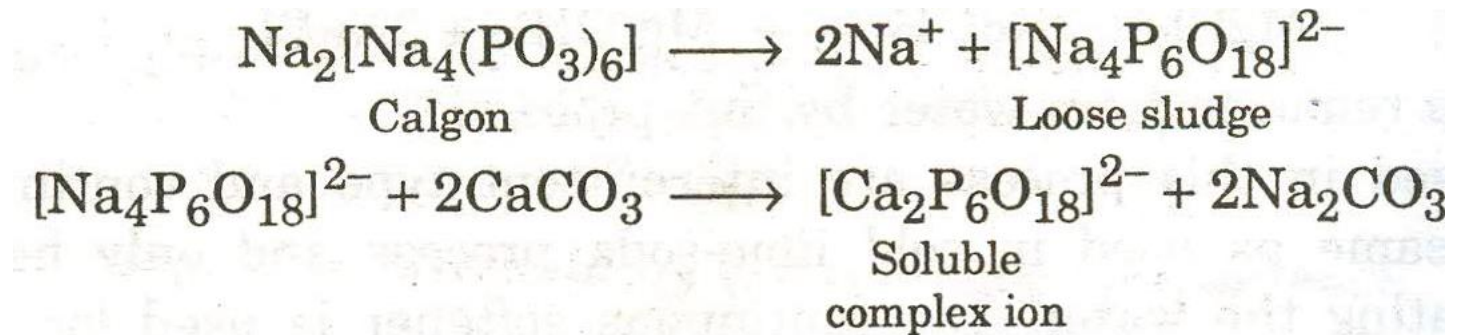 Na₂[Na₄(PO₃)₆] ⟶ 2Na⁺ + [Na₄P₆O₁₈]²⁻
Calgon Loose sludge
[Na₄P₆O₁₈]²⁻ + 2CaCO₃ ⟶ [Ca₂P₆O₁₈]²⁻ + 2Na₂CO₃
Soluble
complex ion